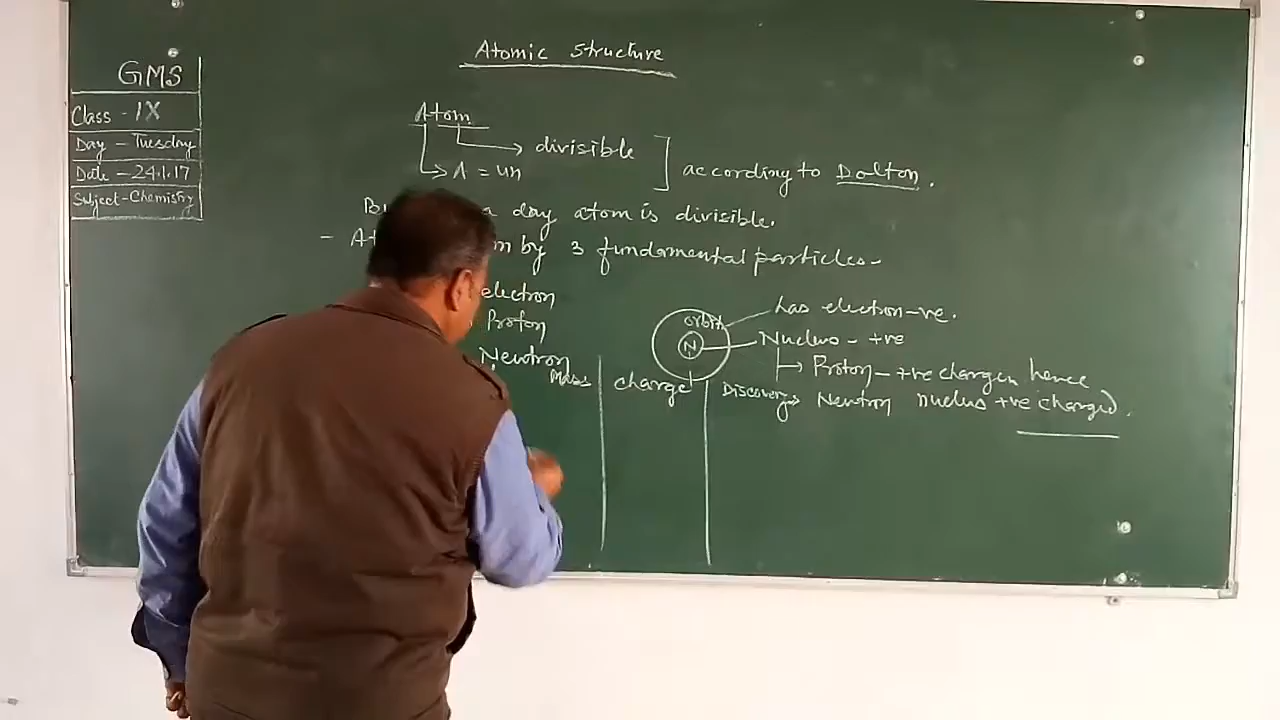 Atomic Structure
GMS
Class - IX
Day - Tuesday
Date - 24.1.17
Subject - Chemistry
Atom
divisible
A = un
according to Dalton.
a day atom is divisible.
- At
by 3 fundamental particles -
electron
Proton
Neutron
orbit
N
has electron -ve.
Nucleus - +ve
Proton - +ve charge hence
Neutron nucleus +ve charged.
Mass
charge
Discovery